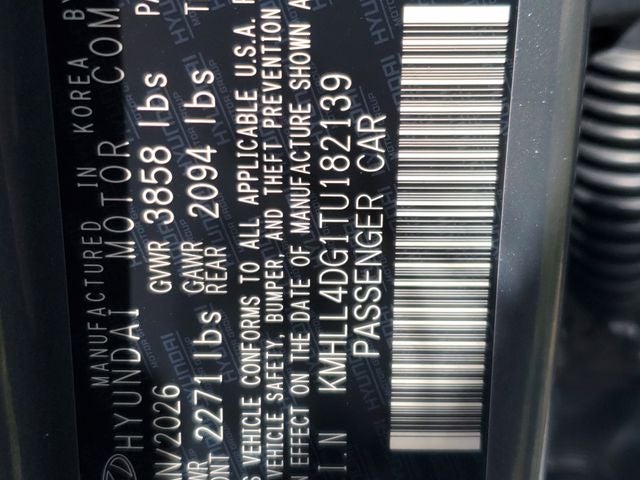 MANUFACTURED IN KOREA BY
HYUNDAI MOTOR COM
N/2026 GVWR 3858 lbs
GAWR
WR 2271 lbs REAR 2094 lbs
VEHICLE CONFORMS TO ALL APPLICABLE U.S.A.
VEHICLE SAFETY, BUMPER, AND THEFT PREVENTION
N EFFECT ON THE DATE OF MANUFACTURE SHOWN A
I.N KMHLL4DG1TU182139
PASSENGER CAR